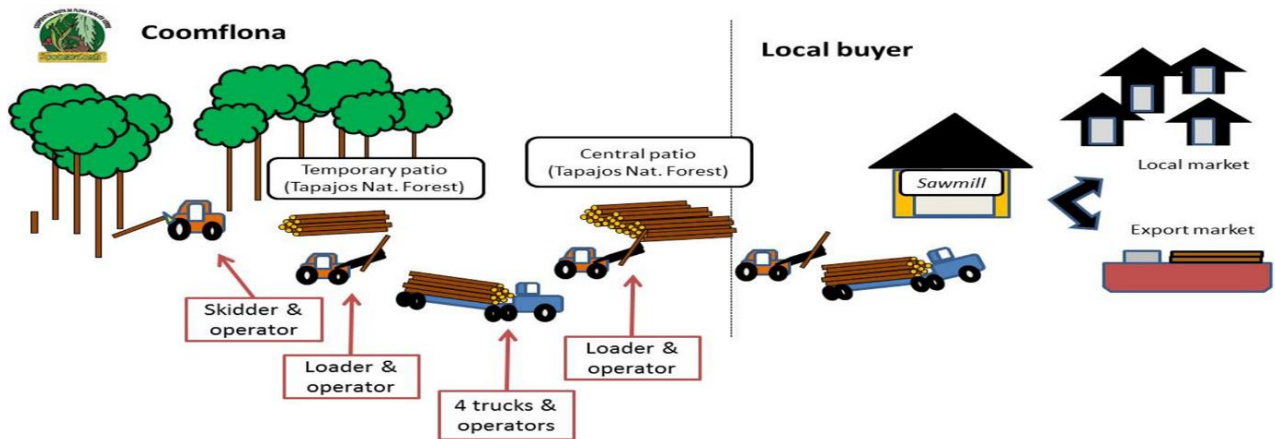 Coomflona
Local buyer
Temporary patio
(Tapajos Nat. Forest)
Central patio
(Tapajos Nat. Forest)
Sawmill
Local market
Export market
Skidder &
operator
Loader &
operator
4 trucks &
operators
Loader &
operator